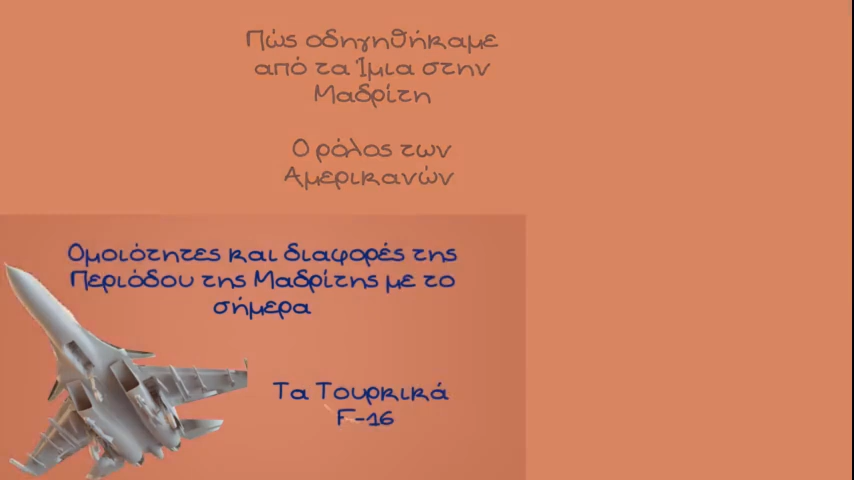 Πώς οδηγηθήκαμε
από τα Ίμια στην
Μαδρίτη
Ο ρόλος των
Αμερικανών
Ομοιότητες και διαφορές της
Περιόδου της Μαδρίτης με το
σήμερα
Τα Τουρκικά
F-16